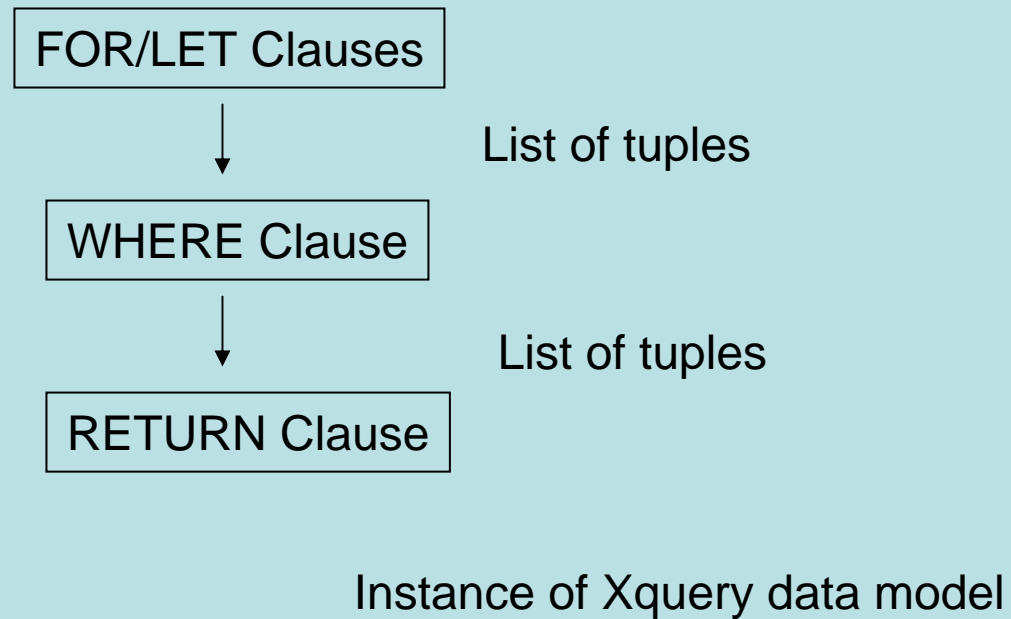 FOR/LET Clauses
List of tuples
WHERE Clause
List of tuples
RETURN Clause
Instance of Xquery data model